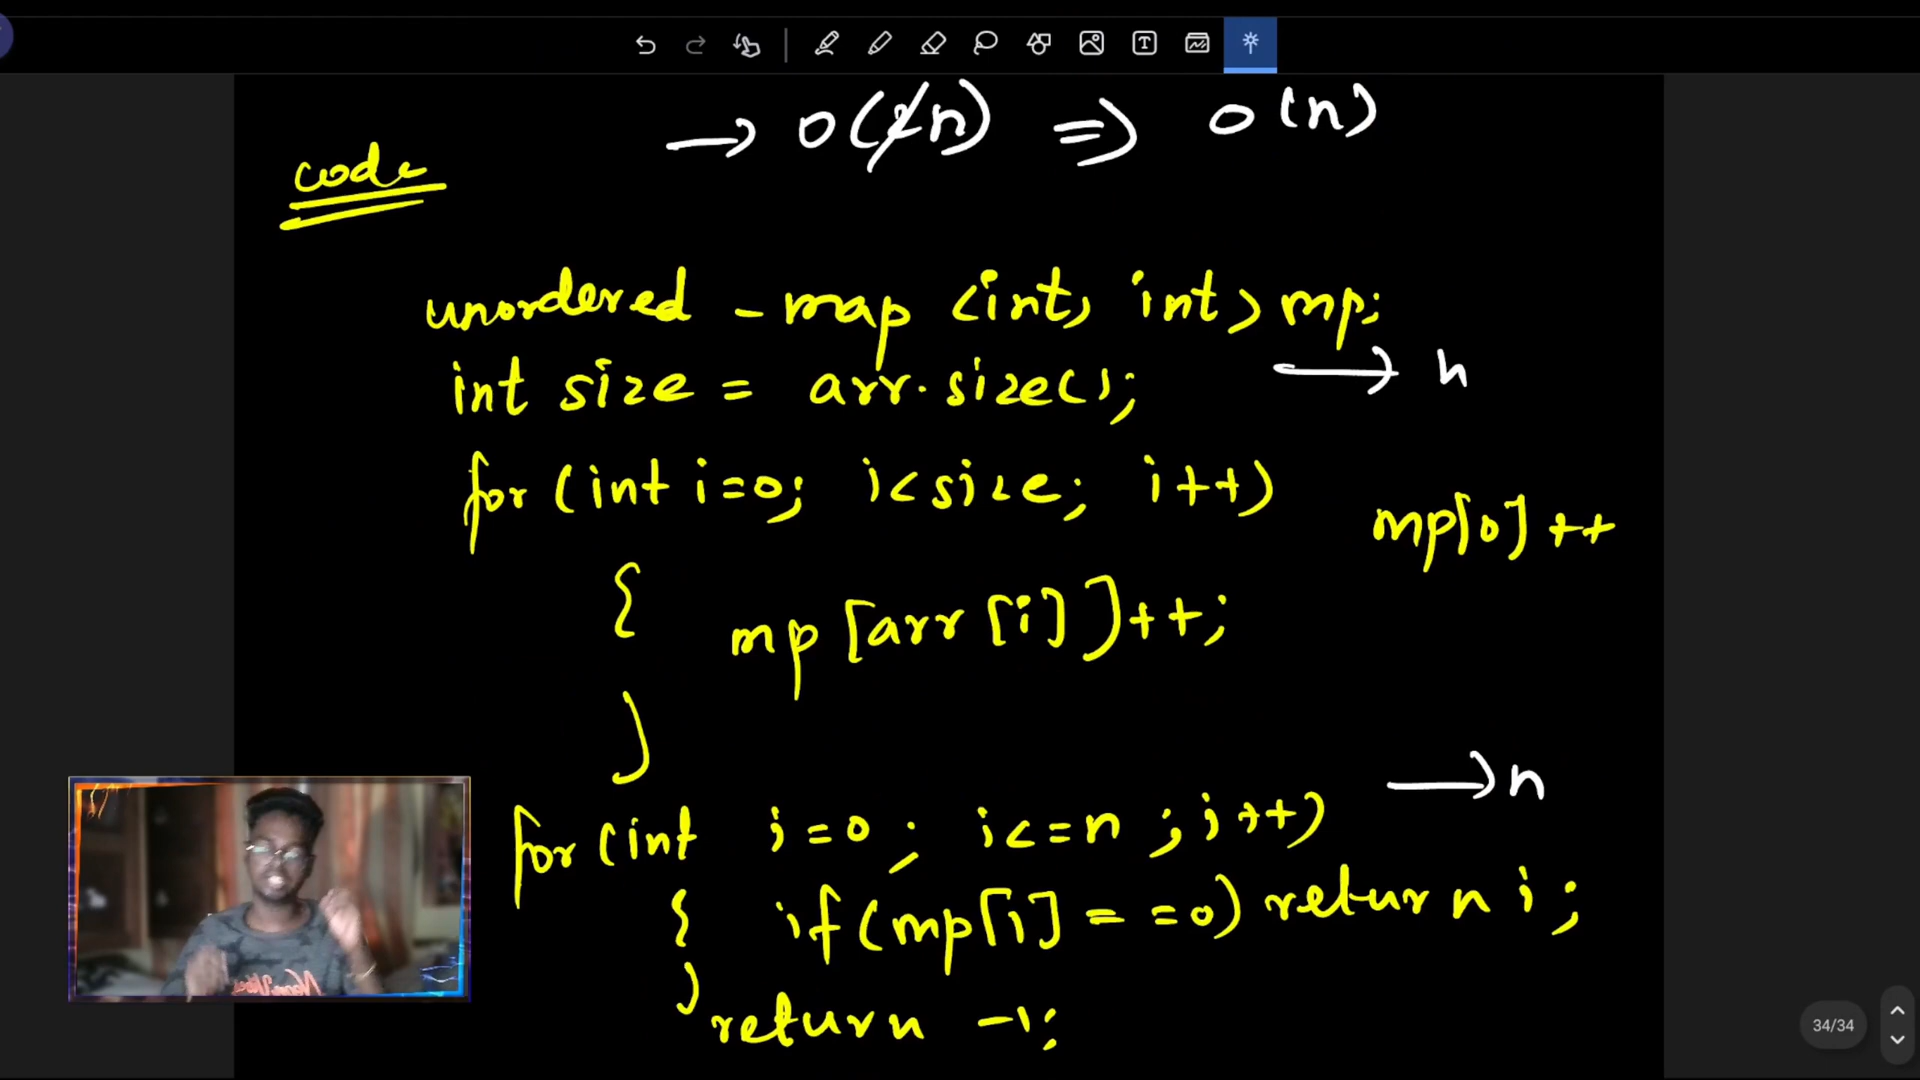 → O(2n) ⇒ O(n)
code
unordered_map <int, int> mp;
int size = arr.size(); → n
for (int i=0; i<size; i++)
mp[0]++
{ mp[arr[i]]++;
}
for (int i=0; i<=n; i++) → n
{ if(mp[i]==0) return i;
}
return -1;
34/34